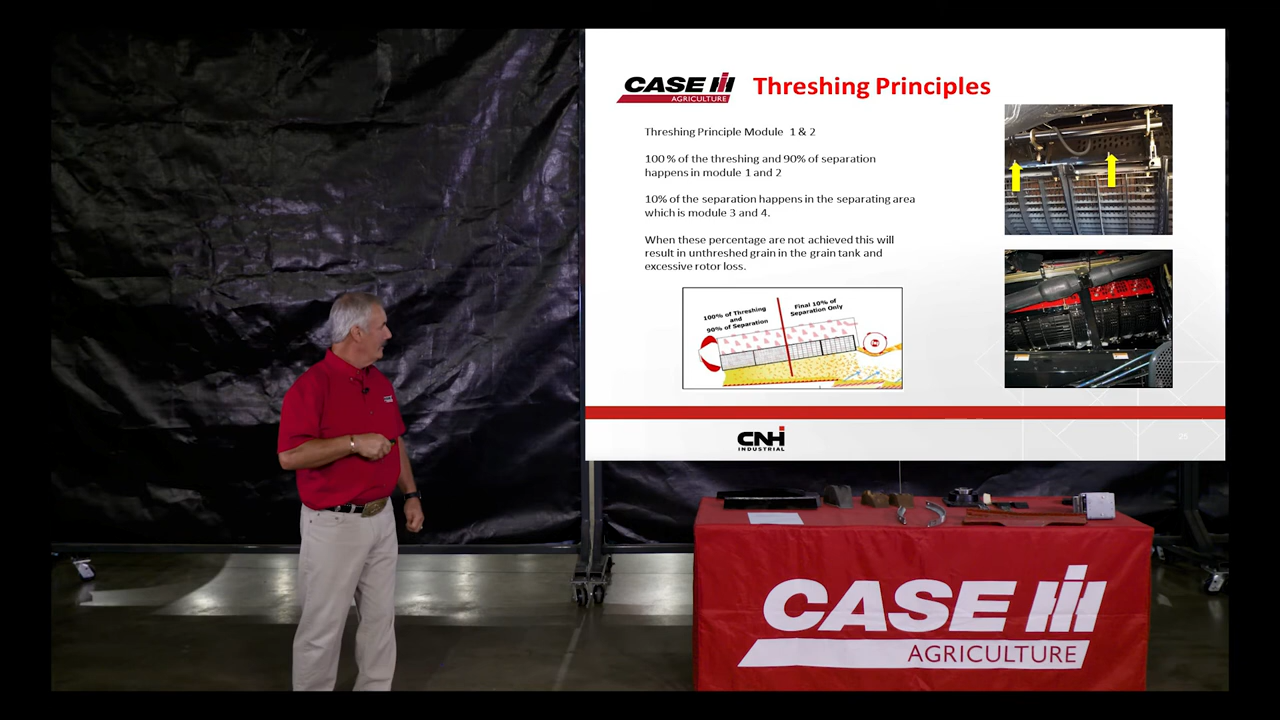 CASE IH
AGRICULTURE
Threshing Principles
Threshing Principle Module 1 & 2
100 % of the threshing and 90% of separation
happens in module 1 and 2
10% of the separation happens in the separating area
which is module 3 and 4.
When these percentage are not achieved this will
result in unthreshed grain in the grain tank and
excessive rotor loss.
100% of Threshing
and
90% of Separation
Final 10% of
Separation Only
CNH
INDUSTRIAL
25
CASE IH
AGRICULTURE